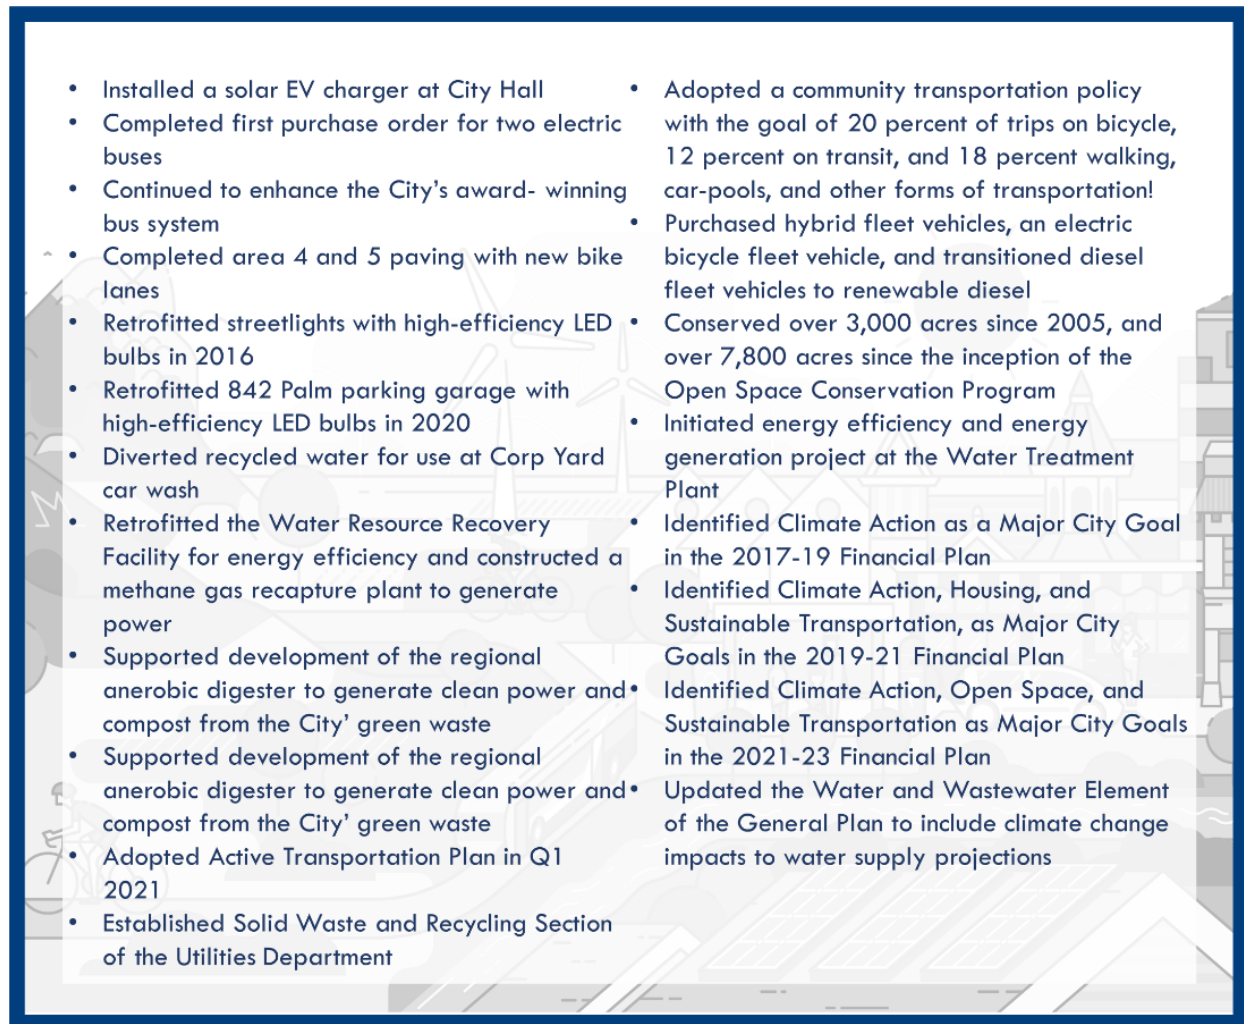 • Installed a solar EV charger at City Hall
• Completed first purchase order for two electric
buses
• Continued to enhance the City's award- winning
bus system
• Completed area 4 and 5 paving with new bike
lanes
• Retrofitted streetlights with high-efficiency LED
bulbs in 2016
• Retrofitted 842 Palm parking garage with
high-efficiency LED bulbs in 2020
• Diverted recycled water for use at Corp Yard
car wash
• Retrofitted the Water Resource Recovery
Facility for energy efficiency and constructed a
methane gas recapture plant to generate
power
• Supported development of the regional
anerobic digester to generate clean power and
compost from the City' green waste
• Supported development of the regional
anerobic digester to generate clean power and
compost from the City' green waste
• Adopted Active Transportation Plan in Q1
2021
• Established Solid Waste and Recycling Section
of the Utilities Department
• Adopted a community transportation policy
with the goal of 20 percent of trips on bicycle,
12 percent on transit, and 18 percent walking,
car-pools, and other forms of transportation!
• Purchased hybrid fleet vehicles, an electric
bicycle fleet vehicle, and transitioned diesel
fleet vehicles to renewable diesel
• Conserved over 3,000 acres since 2005, and
over 7,800 acres since the inception of the
Open Space Conservation Program
• Initiated energy efficiency and energy
generation project at the Water Treatment
Plant
• Identified Climate Action as a Major City Goal
in the 2017-19 Financial Plan
• Identified Climate Action, Housing, and
Sustainable Transportation, as Major City
Goals in the 2019-21 Financial Plan
• Identified Climate Action, Open Space, and
Sustainable Transportation as Major City Goals
in the 2021-23 Financial Plan
• Updated the Water and Wastewater Element
of the General Plan to include climate change
impacts to water supply projections